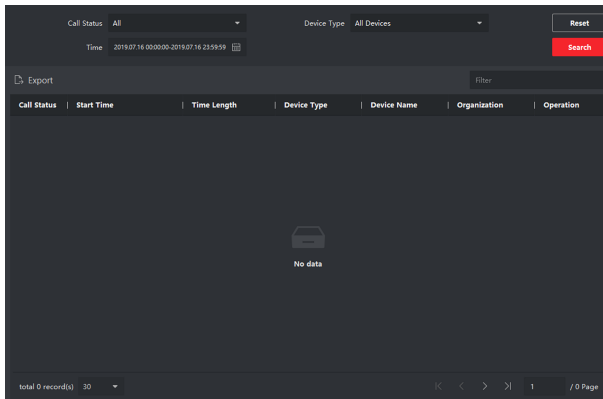 Call Status All Device Type All Devices Reset
Time 2019.07.16 00:00:00-2019.07.16 23:59:59 Search
Export Filter
Call Status | Start Time | Time Length | Device Type | Device Name | Organization | Operation
No data
total 0 record(s) 30 1 / 0 Page